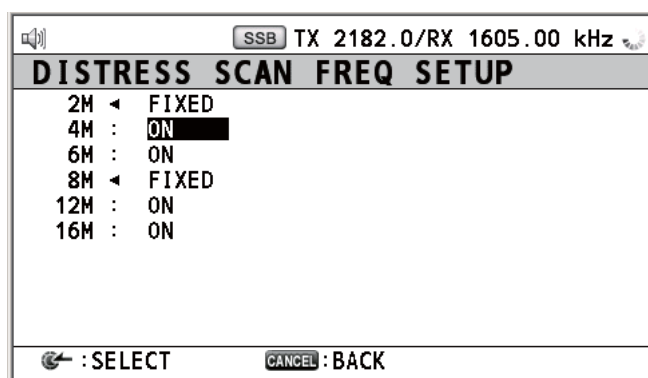 SSB TX 2182.0/RX 1605.00 kHz
DISTRESS SCAN FREQ SETUP
2M ◄ FIXED
4M : ON
6M : ON
8M ◄ FIXED
12M : ON
16M : ON
:SELECT CANCEL :BACK